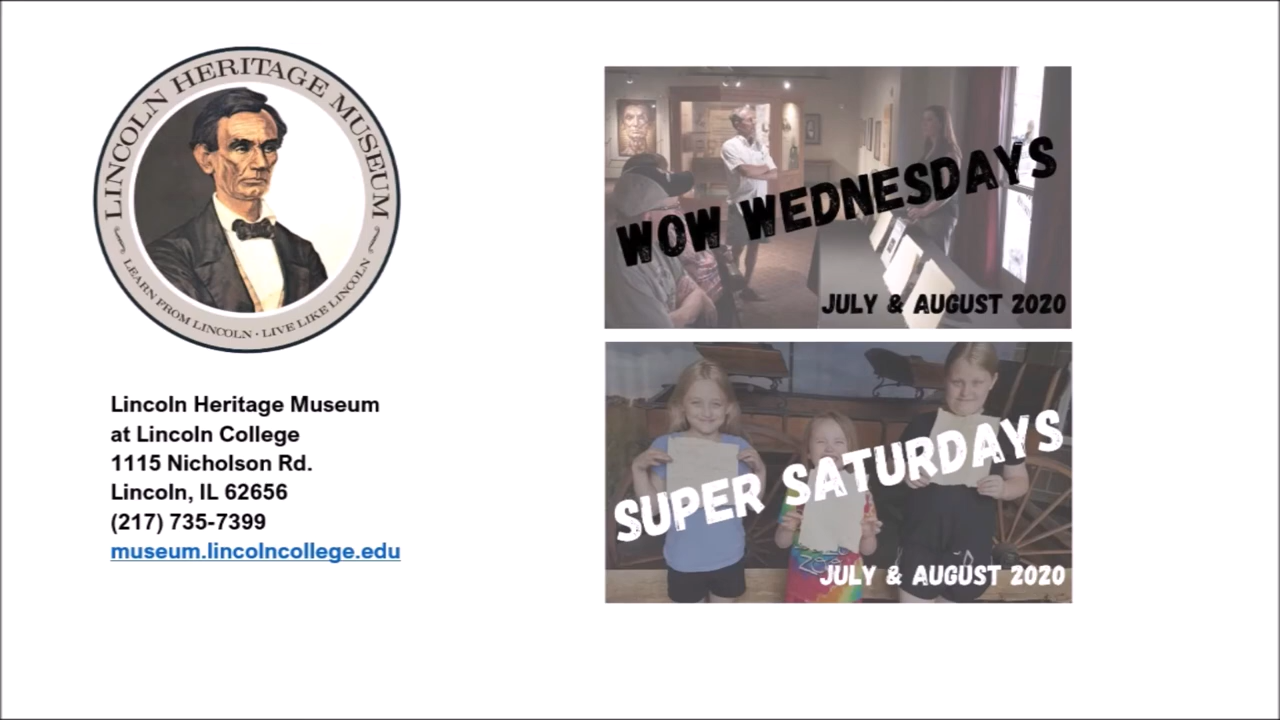 LINCOLN HERITAGE MUSEUM
LEARN FROM LINCOLN · LIVE LIKE LINCOLN
Lincoln Heritage Museum
at Lincoln College
1115 Nicholson Rd.
Lincoln, IL 62656
(217) 735-7399
museum.lincolncollege.edu
WOW WEDNESDAYS
JULY & AUGUST 2020
SUPER SATURDAYS
JULY & AUGUST 2020